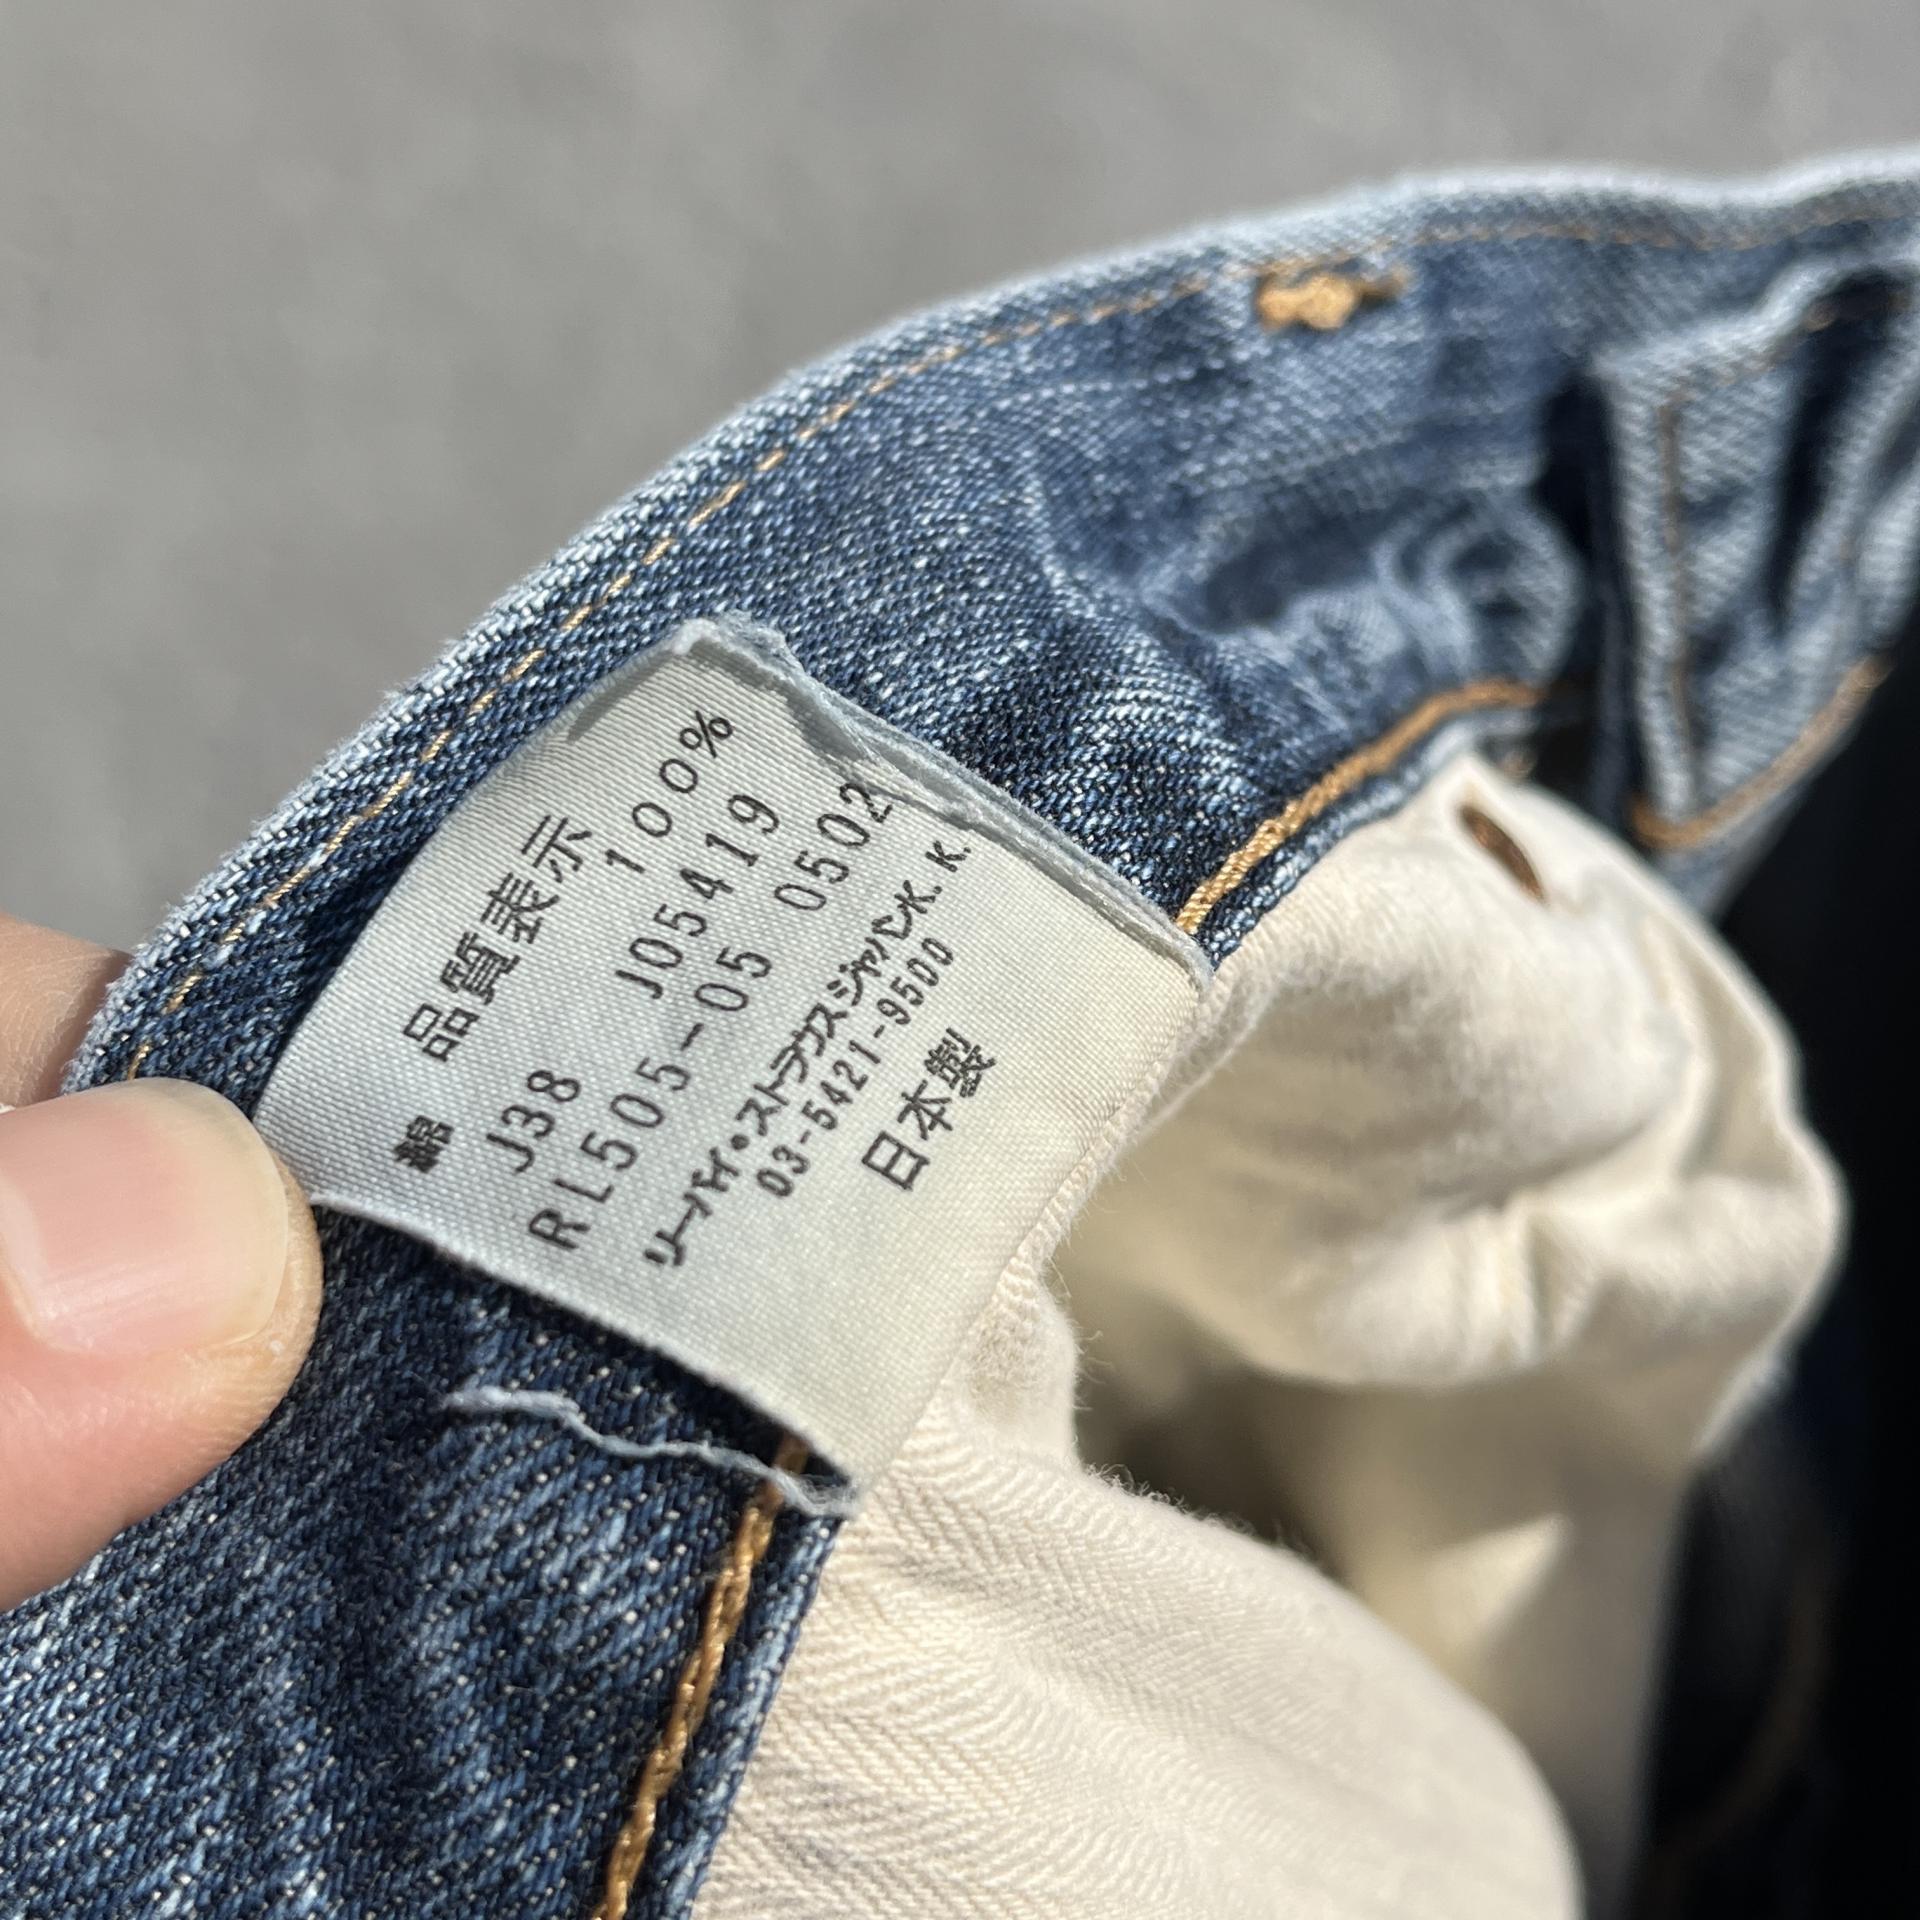 品質表示
綿 100%
J38 J05419
RL505-05 0502
リーバイ・ストラウスジャパンK.K.
03-5421-9500
日本製